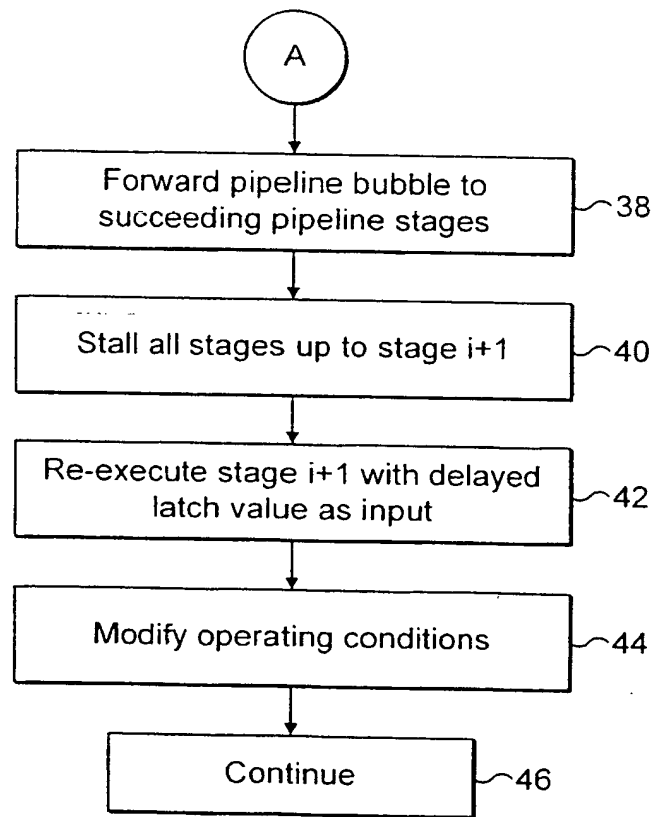 A
Forward pipeline bubble to
succeeding pipeline stages
38
Stall all stages up to stage i+1
40
Re-execute stage i+1 with delayed
latch value as input
42
Modify operating conditions
44
Continue
46